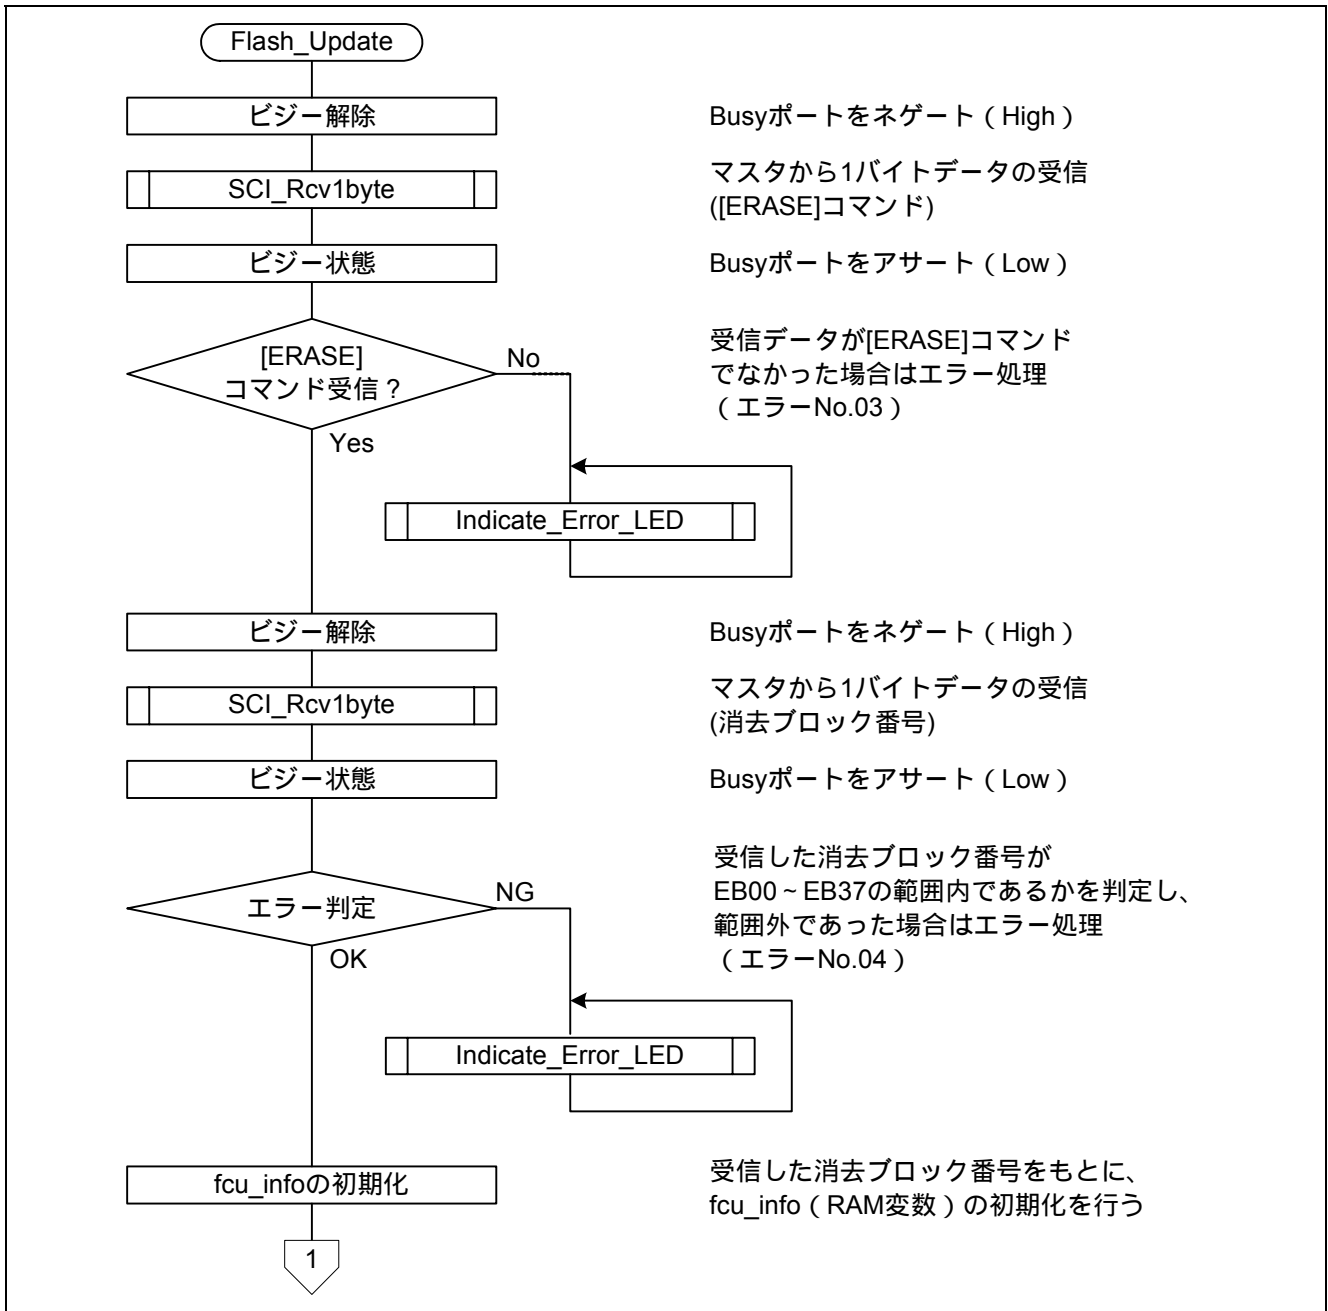 Flash_Update
ビジー解除
Busyポートをネゲート（High）
SCI_Rcv1byte
マスタから1バイトデータの受信
([ERASE]コマンド)
ビジー状態
Busyポートをアサート（Low）
[ERASE]
コマンド受信？
No
Yes
受信データが[ERASE]コマンド
でなかった場合はエラー処理
（エラーNo.03）
Indicate_Error_LED
ビジー解除
Busyポートをネゲート（High）
SCI_Rcv1byte
マスタから1バイトデータの受信
(消去ブロック番号)
ビジー状態
Busyポートをアサート（Low）
エラー判定
NG
OK
受信した消去ブロック番号が
EB00～EB37の範囲内であるかを判定し、
範囲外であった場合はエラー処理
（エラーNo.04）
Indicate_Error_LED
fcu_infoの初期化
受信した消去ブロック番号をもとに、
fcu_info（RAM変数）の初期化を行う
1